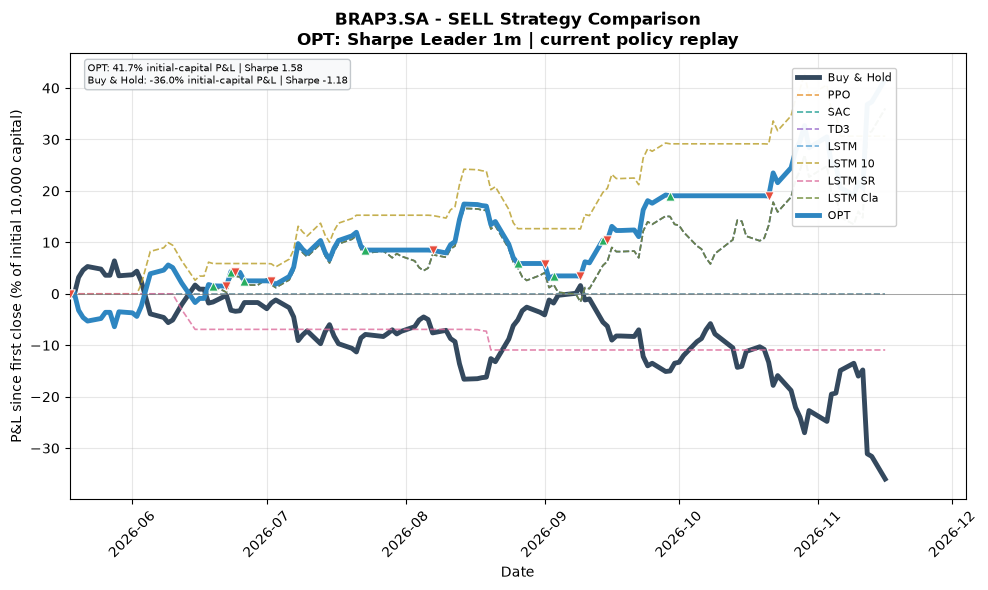 BRAP3.SA - SELL Strategy Comparison
OPT: Sharpe Leader 1m | current policy replay
OPT: 41.7% initial-capital P&L | Sharpe 1.58
Buy & Hold: -36.0% initial-capital P&L | Sharpe -1.18
Buy & Hold
PPO
SAC
TD3
LSTM
LSTM 10
LSTM SR
LSTM Cla
OPT
P&L since first close (% of initial 10,000 capital)
40
30
20
10
0
−10
−20
−30
2026-06
2026-07
2026-08
2026-09
2026-10
2026-11
2026-12
Date